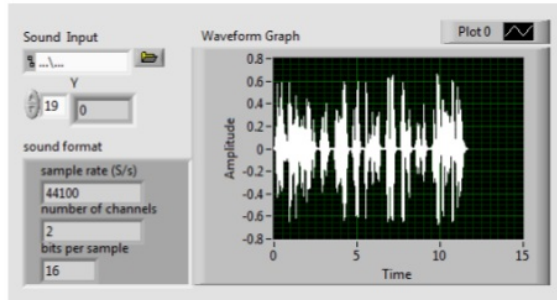 Sound Input
...\...
Y
19
0
sound format
sample rate (S/s)
44100
number of channels
2
bits per sample
16
Waveform Graph
Plot 0
Amplitude
0.8
0.6
0.4
0.2
0
-0.2
-0.4
-0.6
-0.8
0 5 10 15
Time